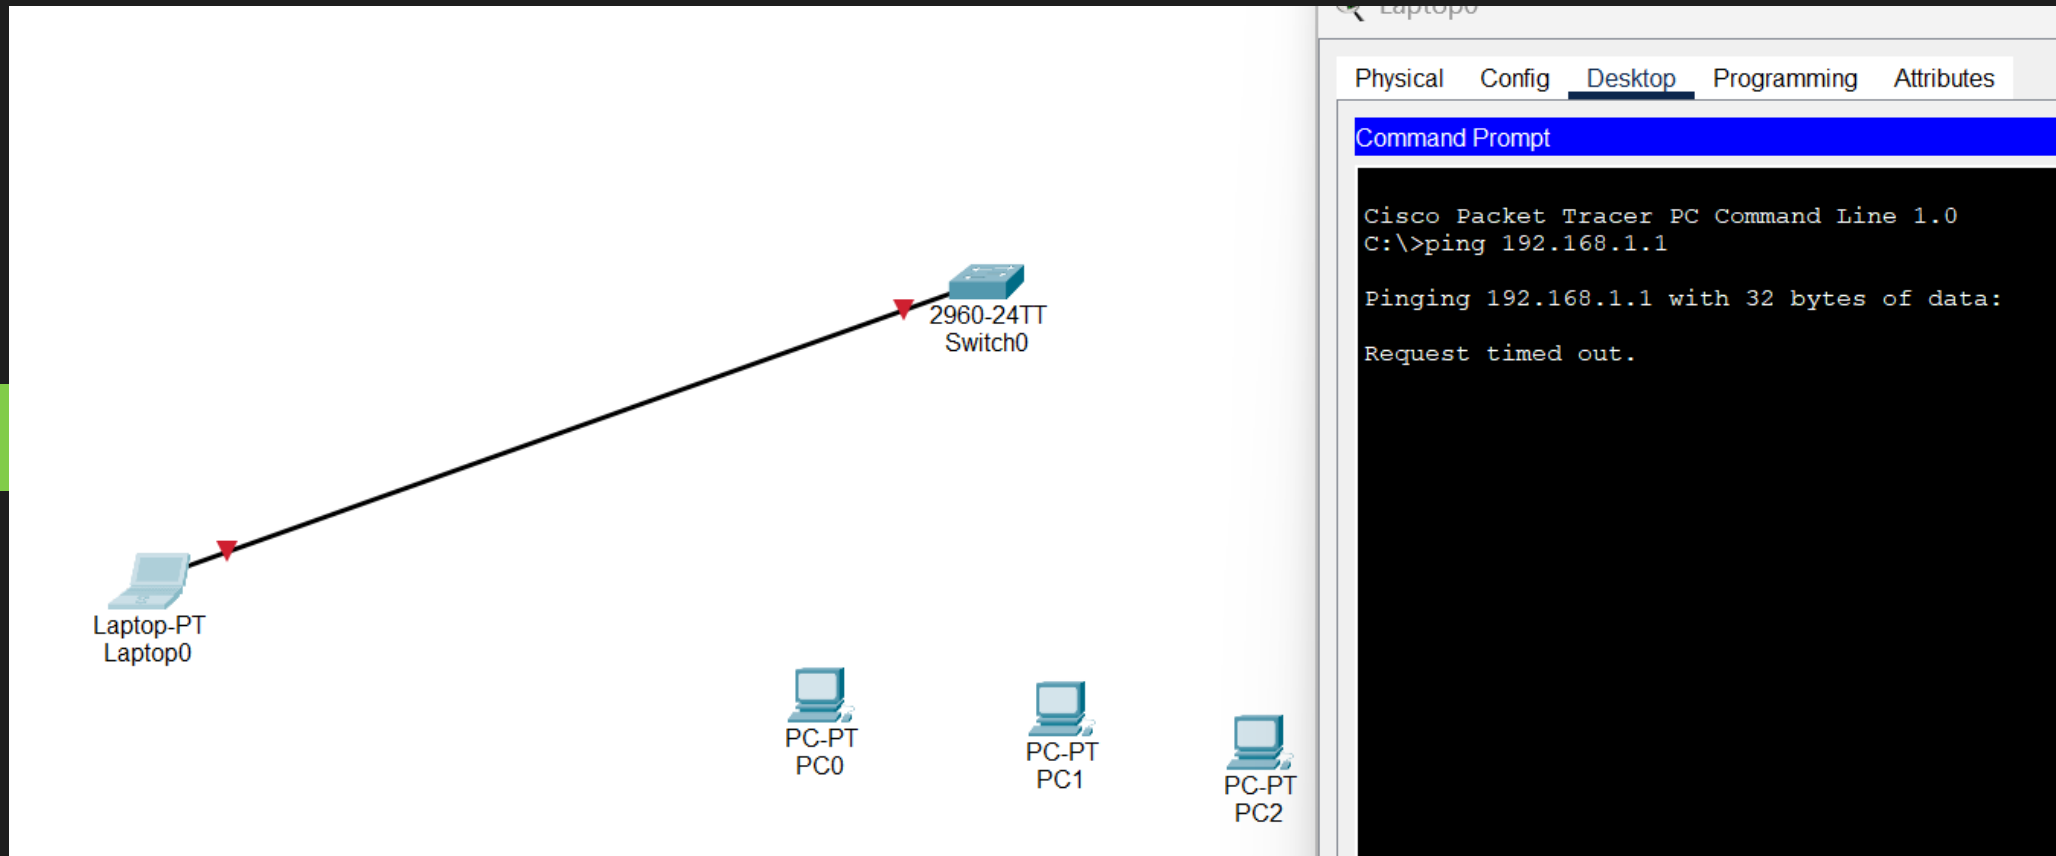 Laptop0
Physical Config Desktop Programming Attributes
Command Prompt
Cisco Packet Tracer PC Command Line 1.0
C:\>ping 192.168.1.1
Pinging 192.168.1.1 with 32 bytes of data:
Request timed out.
2960-24TT
Switch0
Laptop-PT
Laptop0
PC-PT
PC0
PC-PT
PC1
PC-PT
PC2